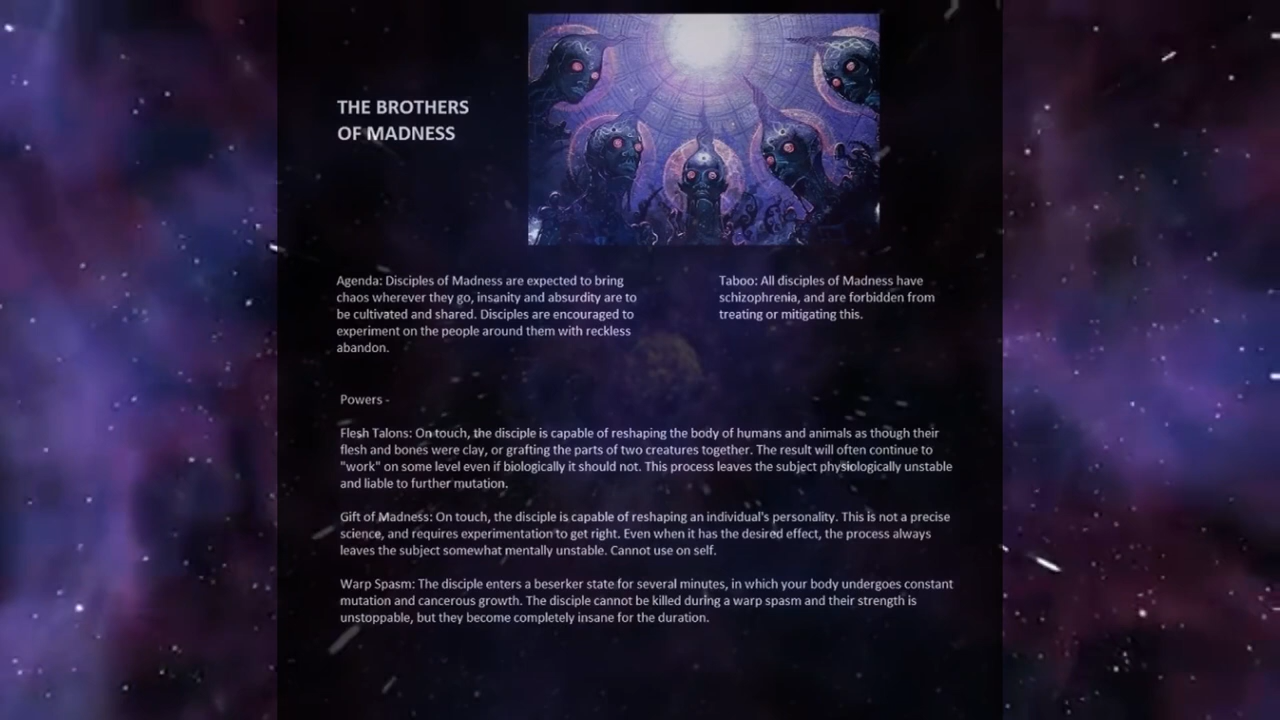 THE BROTHERS
OF MADNESS
Agenda: Disciples of Madness are expected to bring
chaos wherever they go, insanity and absurdity are to
be cultivated and shared. Disciples are encouraged to
experiment on the people around them with reckless
abandon.
Taboo: All disciples of Madness have
schizophrenia, and are forbidden from
treating or mitigating this.
Powers -
Flesh Talons: On touch, the disciple is capable of reshaping the body of humans and animals as though their
flesh and bones were clay, or grafting the parts of two creatures together. The result will often continue to
"work" on some level even if biologically it should not. This process leaves the subject physiologically unstable
and liable to further mutation.
Gift of Madness: On touch, the disciple is capable of reshaping an individual's personality. This is not a precise
science, and requires experimentation to get right. Even when it has the desired effect, the process always
leaves the subject somewhat mentally unstable. Cannot use on self.
Warp Spasm: The disciple enters a beserker state for several minutes, in which your body undergoes constant
mutation and cancerous growth. The disciple cannot be killed during a warp spasm and their strength is
unstoppable, but they become completely insane for the duration.